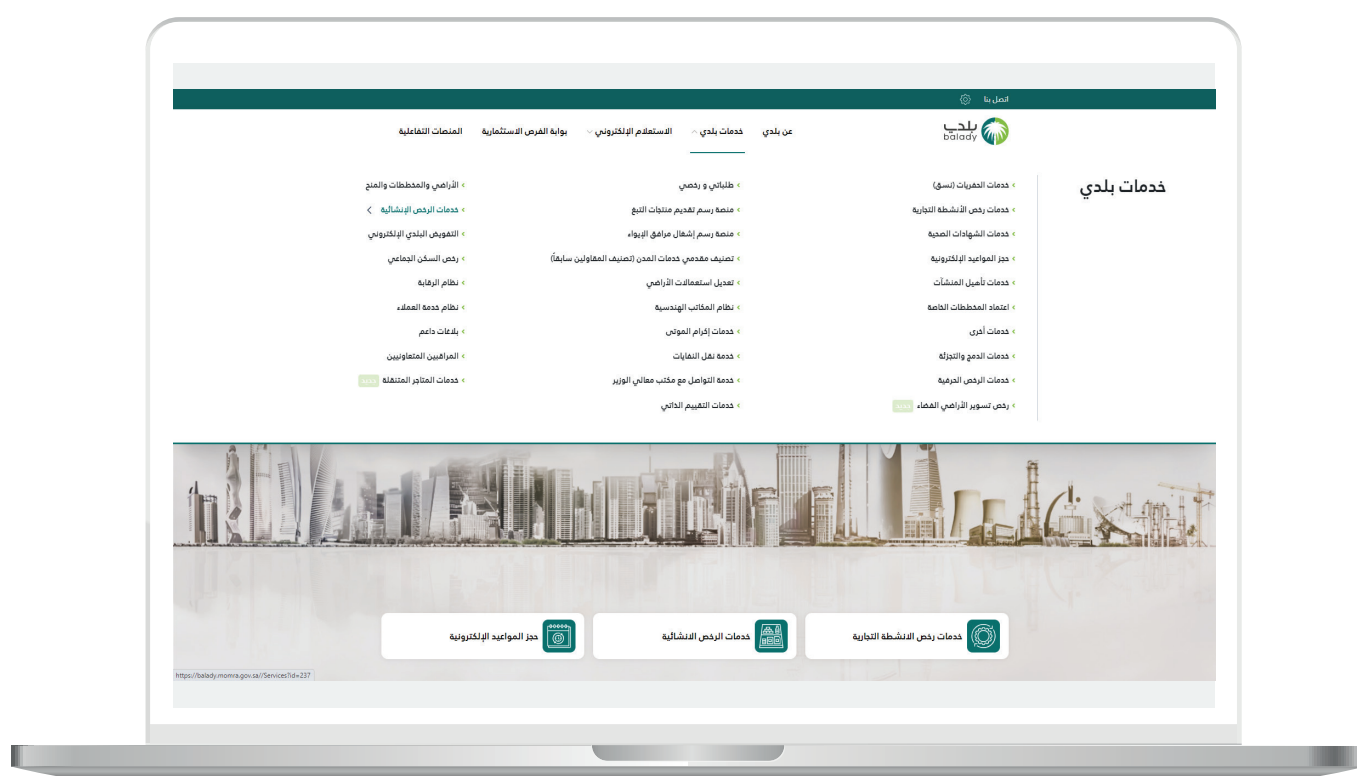 اتصل بنا
بلدي
balady
عن بلدي
خدمات بلدي
الاستعلام الإلكتروني
بوابة الفرص الاستثمارية
المنصات التفاعلية
خدمات بلدي
خدمات الحفريات (نسق)
خدمات رخص الأنشطة التجارية
خدمات الشهادات الصحية
حجز المواعيد الإلكترونية
خدمات تأهيل المنشآت
اعتماد المخططات الخاصة
خدمات أخرى
خدمات الدمج والتجزئة
خدمات الرخص الحرفية
رخص تسوير الأراضي الفضاء جديد
طلباتي و رخصي
منصة رسم تقديم منتجات التبغ
منصة رسم إشغال مرافق الإيواء
تصنيف مقدمي خدمات المدن (تصنيف المقاولين سابقاً)
تعديل استعمالات الأراضي
نظام المكاتب الهندسية
خدمات إكرام الموتى
خدمة نقل النفايات
خدمة التواصل مع مكتب معالي الوزير
خدمات التقييم الذاتي
الأراضي والمخططات والمنح
خدمات الرخص الإنشائية
التفويض البلدي الإلكتروني
رخص السكن الجماعي
نظام الرقابة
نظام خدمة العملاء
بلاغات داعم
المراقبين المتعاونيين
خدمات المتاجر المتنقلة جديد
خدمات رخص الانشطة التجارية
خدمات الرخص الانشائية
حجز المواعيد الإلكترونية
https://balady.momra.gov.sa//Services?id=237